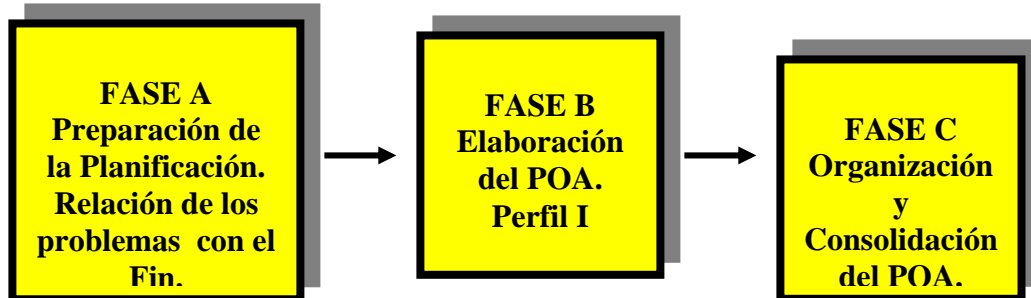 FASE A
Preparación de
la Planificación.
Relación de los
problemas con el
Fin.
FASE B
Elaboración
del POA.
Perfil I
FASE C
Organización
y
Consolidación
del POA.